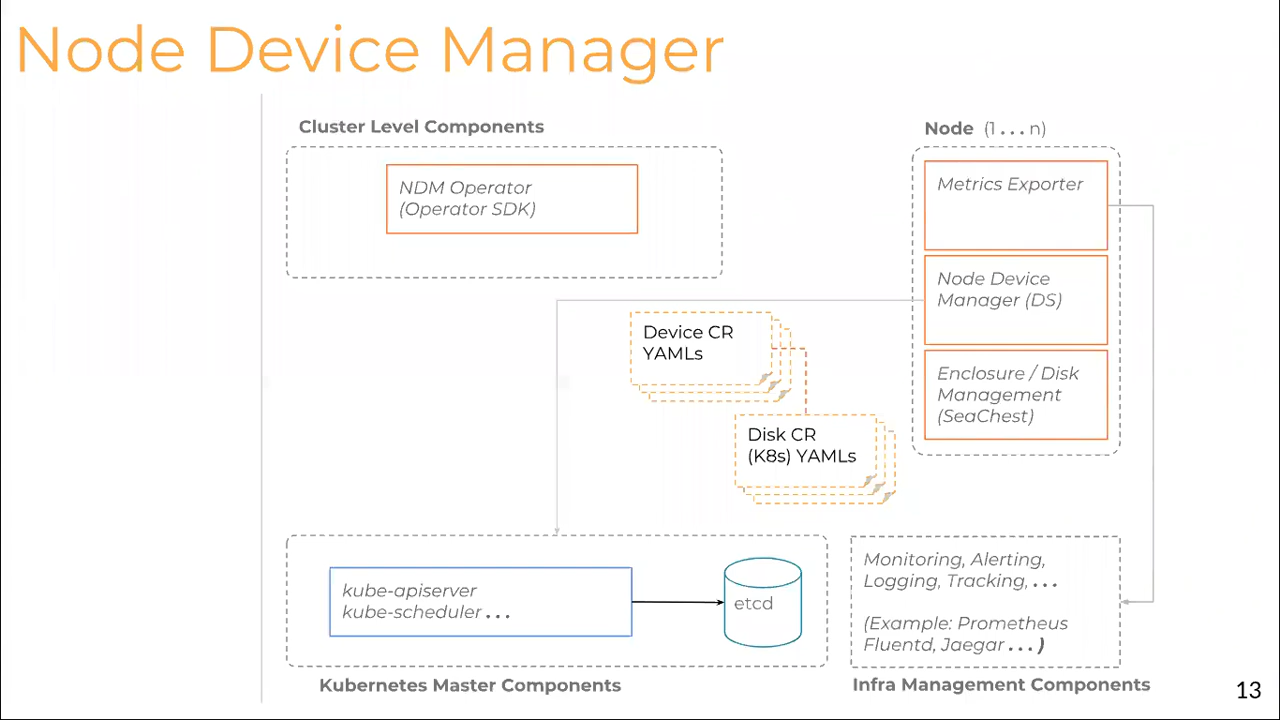 Node Device Manager
Cluster Level Components
NDM Operator
(Operator SDK)
Node (1 . . . n)
Metrics Exporter
Node Device
Manager (DS)
Enclosure / Disk
Management
(SeaChest)
Device CR
YAMLs
Disk CR
(K8s) YAMLs
kube-apiserver
kube-scheduler . . .
etcd
Kubernetes Master Components
Monitoring, Alerting,
Logging, Tracking, . . .
(Example: Prometheus
Fluentd, Jaegar . . . )
Infra Management Components
13